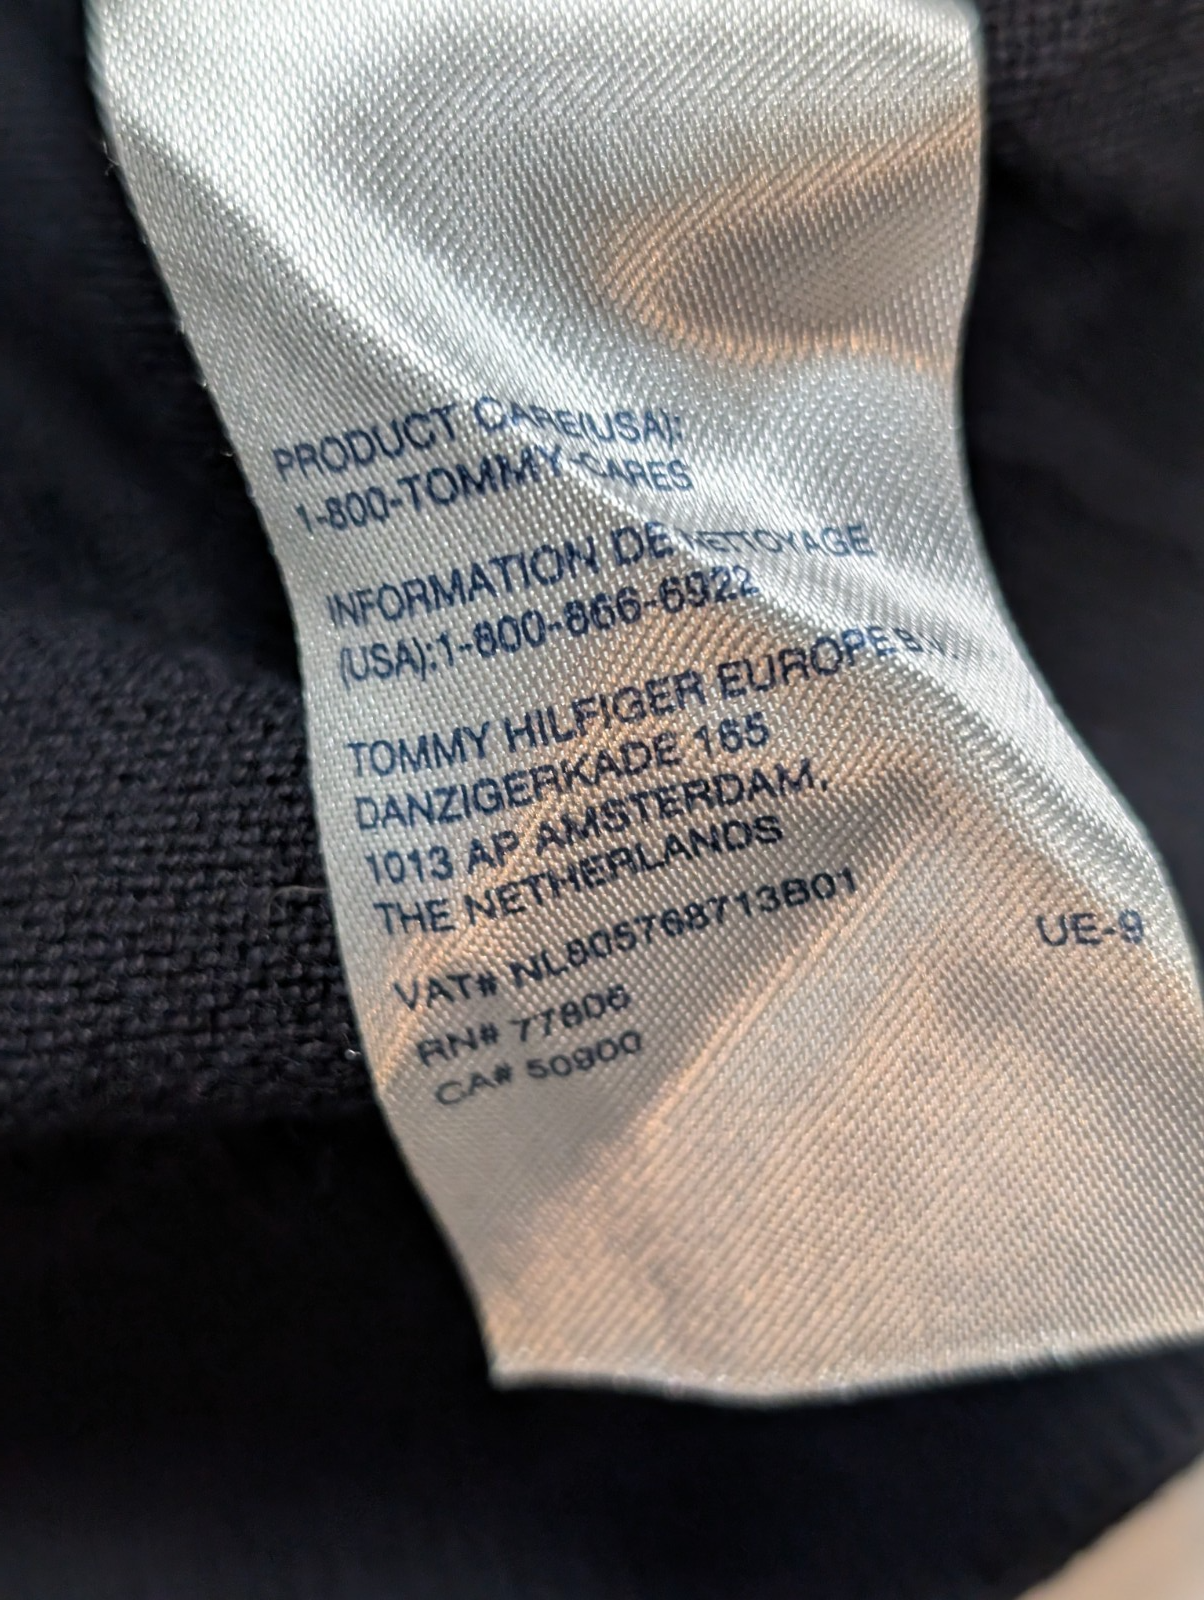 PRODUCT CARE(USA):
1-800-TOMMY-CARES
INFORMATION DE NETTOYAGE
(USA):1-800-866-6922
TOMMY HILFIGER EUROPE B.V.
DANZIGERKADE 165
1013 AP AMSTERDAM,
THE NETHERLANDS
VAT# NL805768713B01
UE-9
RN# 77806
CA# 50900